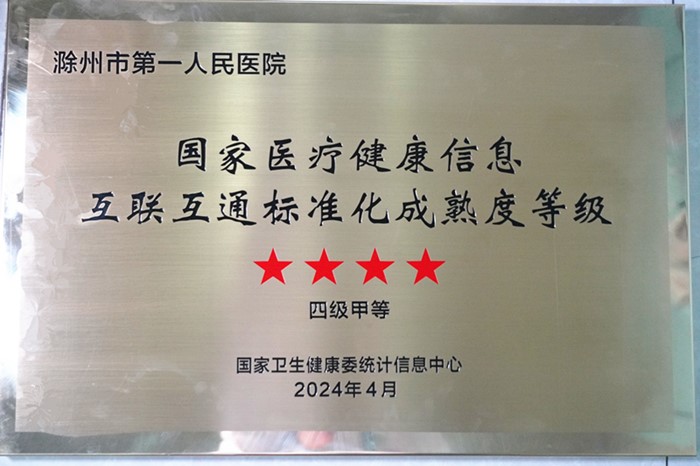 滁州市第一人民医院
国家医疗健康信息
互联互通标准化成熟度等级
四级甲等
国家卫生健康委统计信息中心
2024年4月